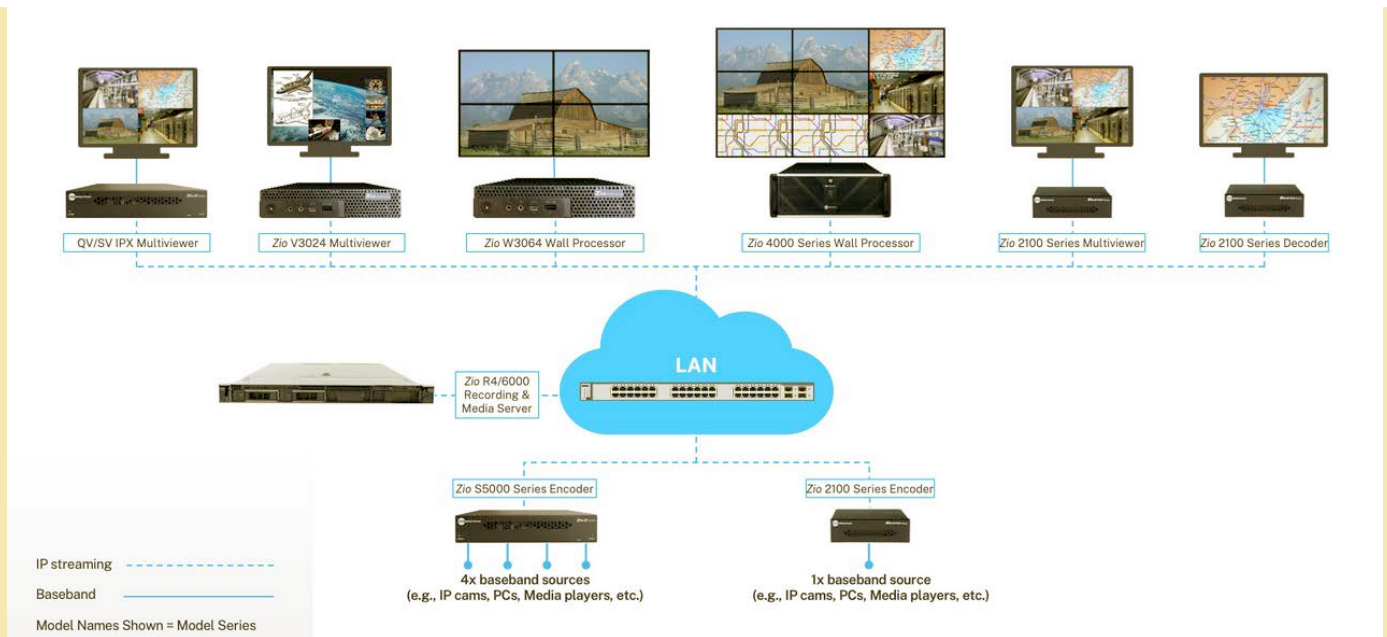 QV/SV IPX Multiviewer
Zio V3024 Multiviewer
Zio W3064 Wall Processor
Zio 4000 Series Wall Processor
Zio 2100 Series Multiviewer
Zio 2100 Series Decoder
LAN
Zio R4/6000
Recording &
Media Server
Zio S5000 Series Encoder
Zio 2100 Series Encoder
4x baseband sources
(e.g., IP cams, PCs, Media players, etc.)
1x baseband source
(e.g., IP cams, PCs, Media players, etc.)
IP streaming
Baseband
Model Names Shown = Model Series